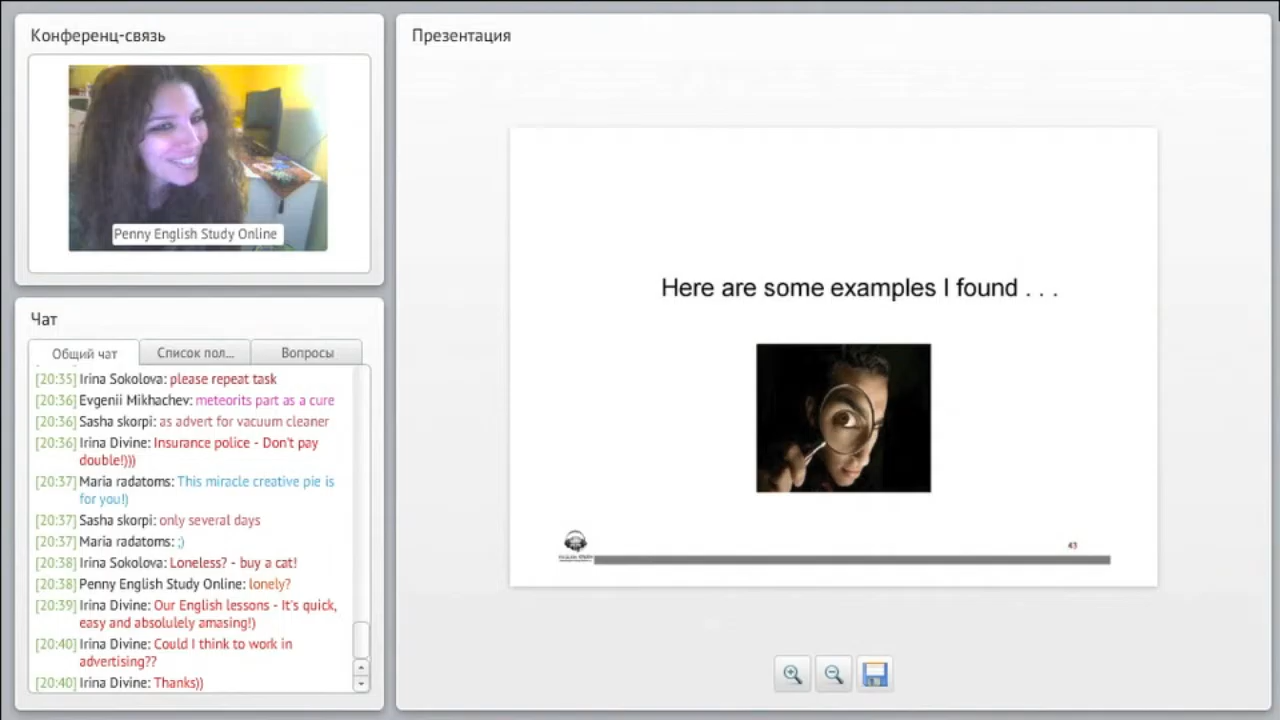 Конференц-связь
Penny English Study Online
Чат
Общий чат
Список пол...
Вопросы
[20:35] Irina Sokolova: please repeat task
[20:36] Evgenii Mikhachev: meteorits part as a cure
[20:36] Sasha skorpi: as advert for vacuum cleaner
[20:36] Irina Divine: Insurance police - Don't pay
double!)))
[20:37] Maria radatoms: This miracle creative pie is
for you!)
[20:37] Sasha skorpi: only several days
[20:37] Maria radatoms: ;)
[20:38] Irina Sokolova: Loneless? - buy a cat!
[20:38] Penny English Study Online: lonely?
[20:39] Irina Divine: Our English lessons - It's quick,
easy and absolulely amasing!)
[20:40] Irina Divine: Could I think to work in
advertising??
[20:40] Irina Divine: Thanks))
Презентация
Here are some examples I found . . .
43